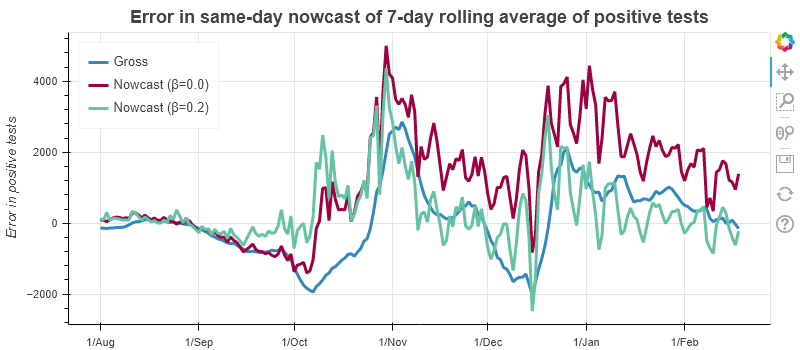 Error in same-day nowcast of 7-day rolling average of positive tests
Error in positive tests
Gross
Nowcast (β=0.0)
Nowcast (β=0.2)
4000
2000
0
−2000
1/Aug
1/Sep
1/Oct
1/Nov
1/Dec
1/Jan
1/Feb